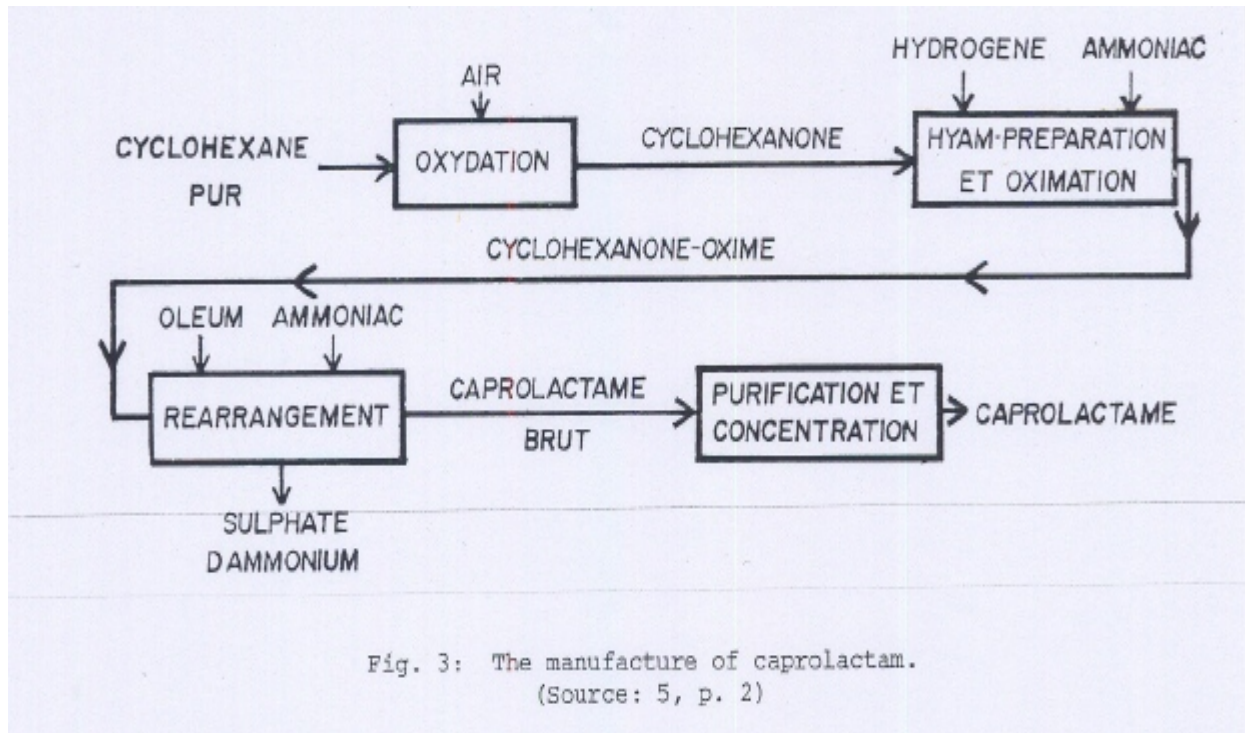 HYDROGENE AMMONIAC
AIR
CYCLOHEXANE
PUR
OXYDATION
CYCLOHEXANONE
HYAM-PREPARATION
ET OXIMATION
CYCLOHEXANONE-OXIME
OLEUM AMMONIAC
REARRANGEMENT
CAPROLACTAME
BRUT
PURIFICATION ET
CONCENTRATION
CAPROLACTAME
SULPHATE
DAMMONIUM
Fig. 3: The manufacture of caprolactam.
(Source: 5, p. 2)